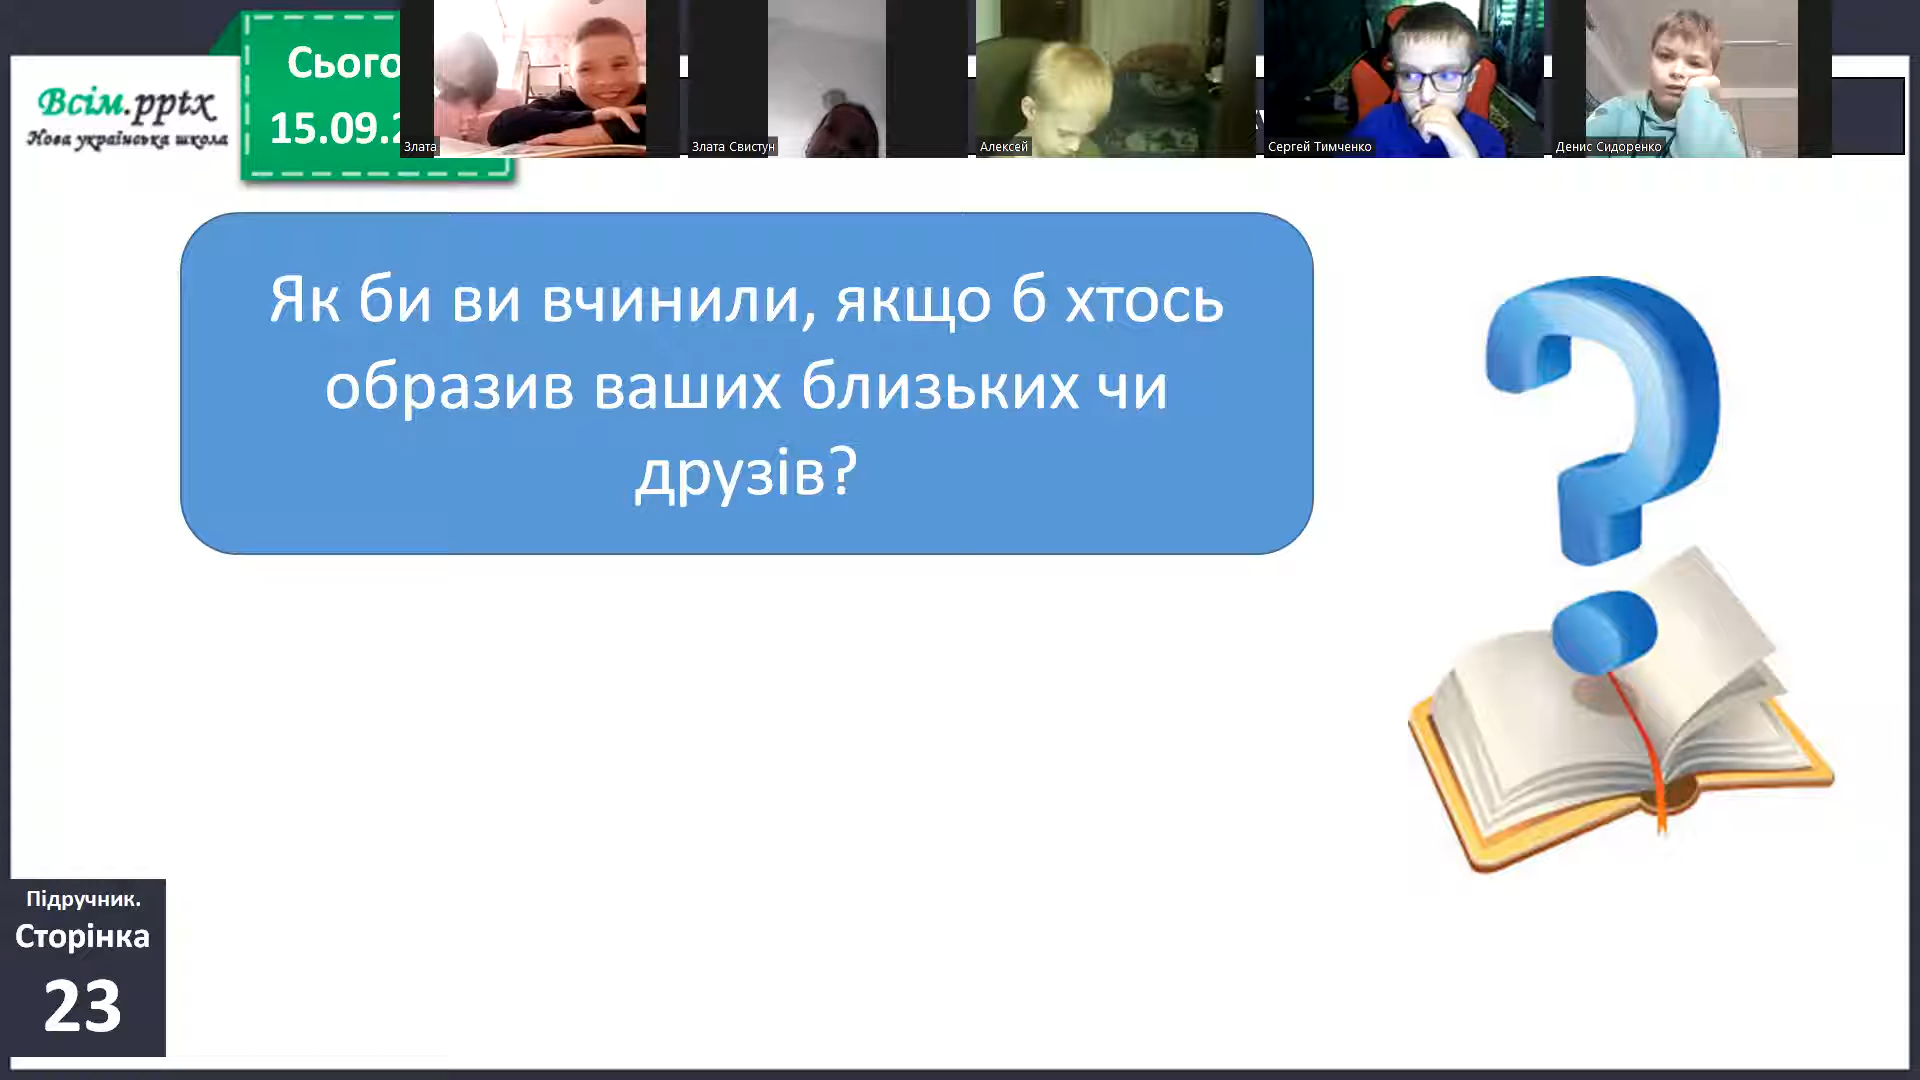 Всім.pptx
Нова українська школа
Сього
15.09.2
Злата
Злата Свистун
Алексей
Сергей Тимченко
Денис Сидоренко
Як би ви вчинили, якщо б хтось
образив ваших близьких чи
друзів?
Підручник.
Сторінка
23